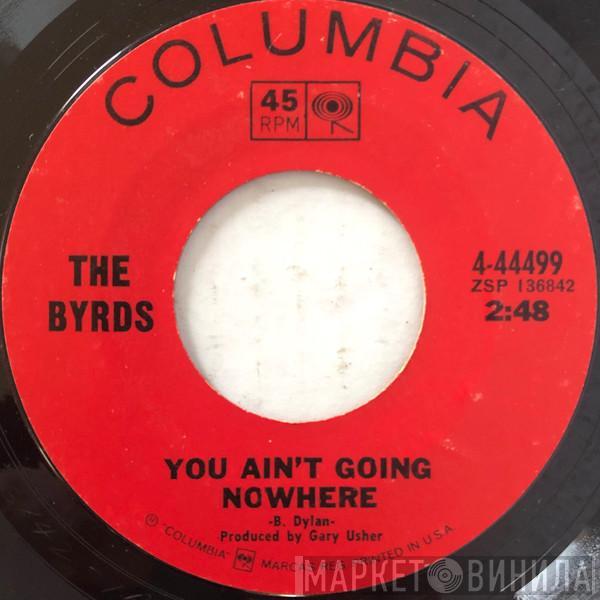 COLUMBIA
45
RPM
THE
BYRDS
4-44499
ZSP 136842
2:48
YOU AIN'T GOING
NOWHERE
-B. Dylan-
Produced by Gary Usher
"COLUMBIA" MARCAS REG. PRINTED IN U.S.A.
МАРКЕТ ВИНИЛА